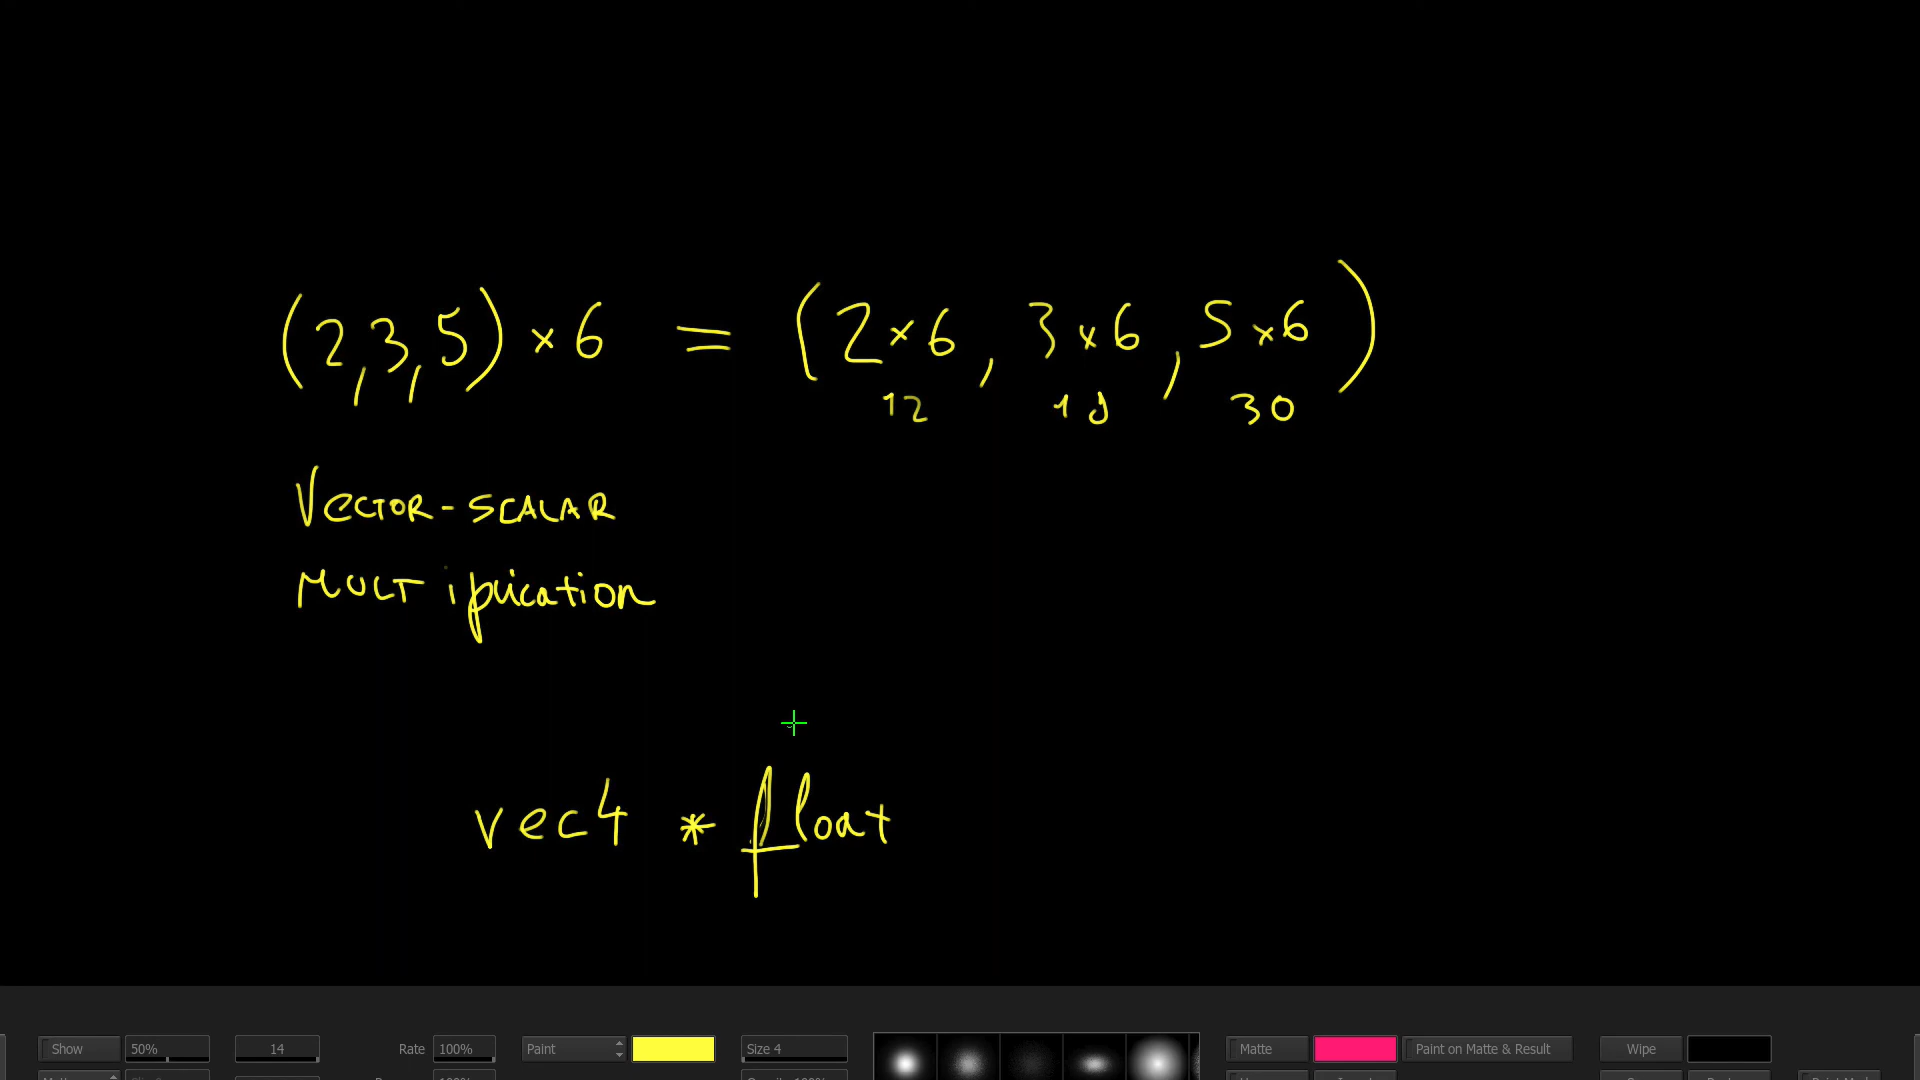 (2,3,5) × 6 = (2×6, 3×6, 5×6)
12 18 30
VECTOR-SCALAR
MULTiplication
vec4 * float
Show 50% 14 Rate 100% Paint Size 4 Matte Paint on Matte & Result Wipe